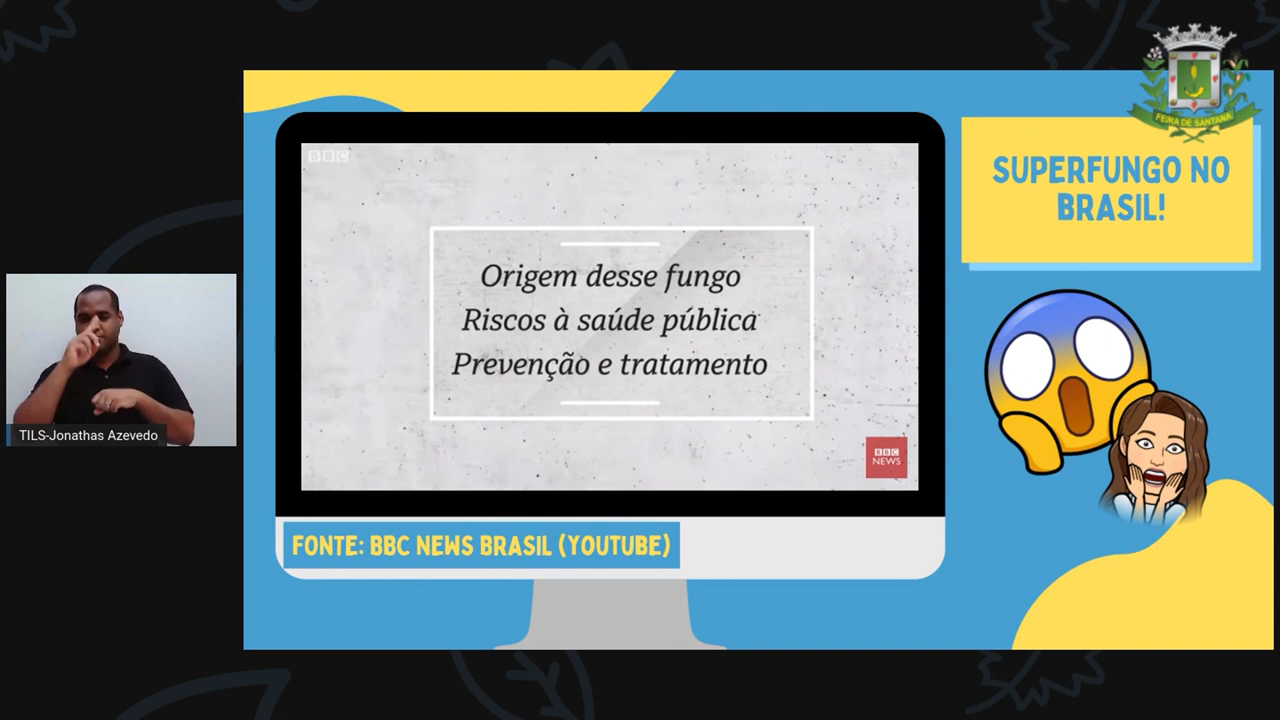 FEIRA DE SANTANA
SUPERFUNGO NO
BRASIL!
BBC
Origem desse fungo
Riscos à saúde pública
Prevenção e tratamento
BBC
NEWS
TILS-Jonathas Azevedo
FONTE: BBC NEWS BRASIL (YOUTUBE)